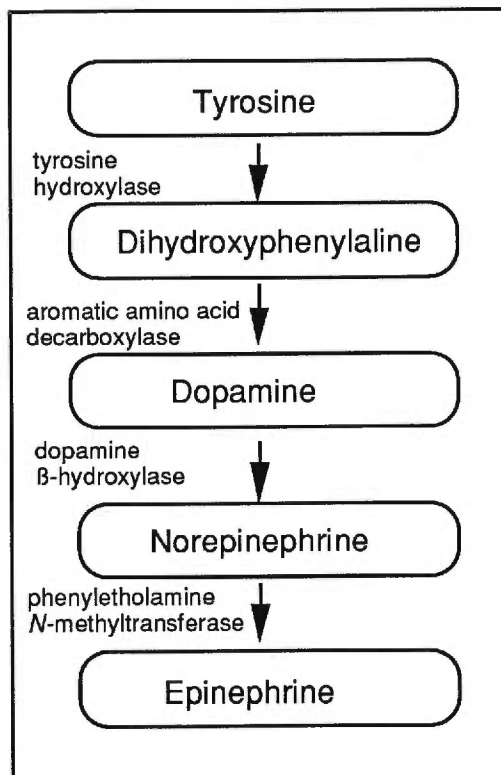 Tyrosine
tyrosine
hydroxylase
Dihydroxyphenylaline
aromatic amino acid
decarboxylase
Dopamine
dopamine
ß-hydroxylase
Norepinephrine
phenyletholamine
N-methyltransferase
Epinephrine